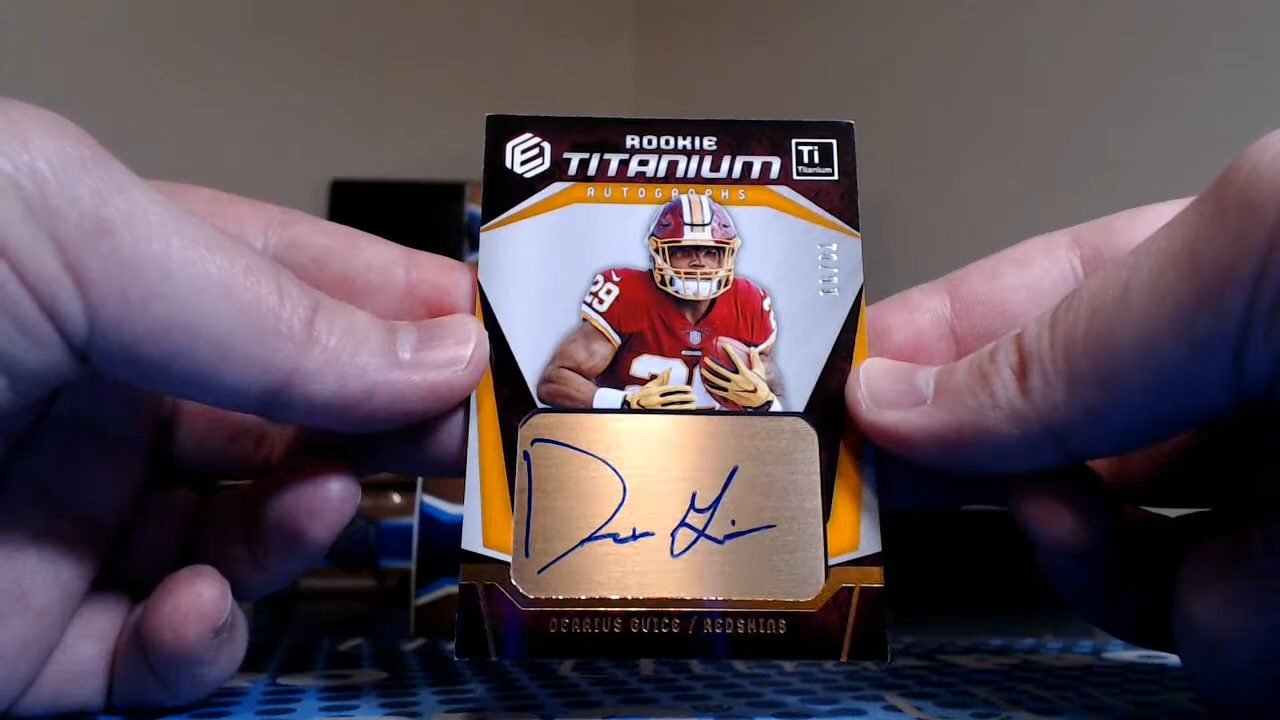 ROOKIE
TITANIUM
Ti
Titanium
AUTOGRAPHS
29
DERRIUS GUICE / REDSKINS